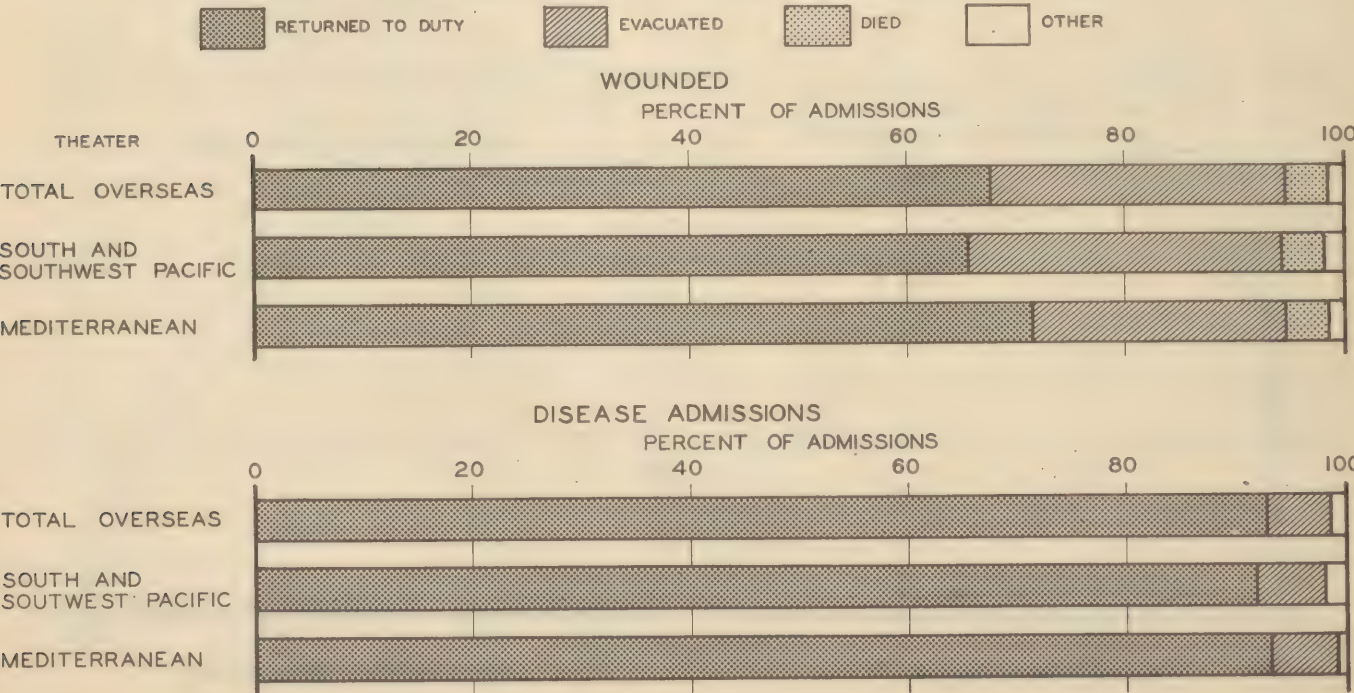 RETURNED TO DUTY EVACUATED DIED OTHER
WOUNDED
PERCENT OF ADMISSIONS
THEATER 0 20 40 60 80 100
TOTAL OVERSEAS
SOUTH AND
SOUTHWEST PACIFIC
MEDITERRANEAN
DISEASE ADMISSIONS
PERCENT OF ADMISSIONS
0 20 40 60 80 100
TOTAL OVERSEAS
SOUTH AND
SOUTWEST PACIFIC
MEDITERRANEAN